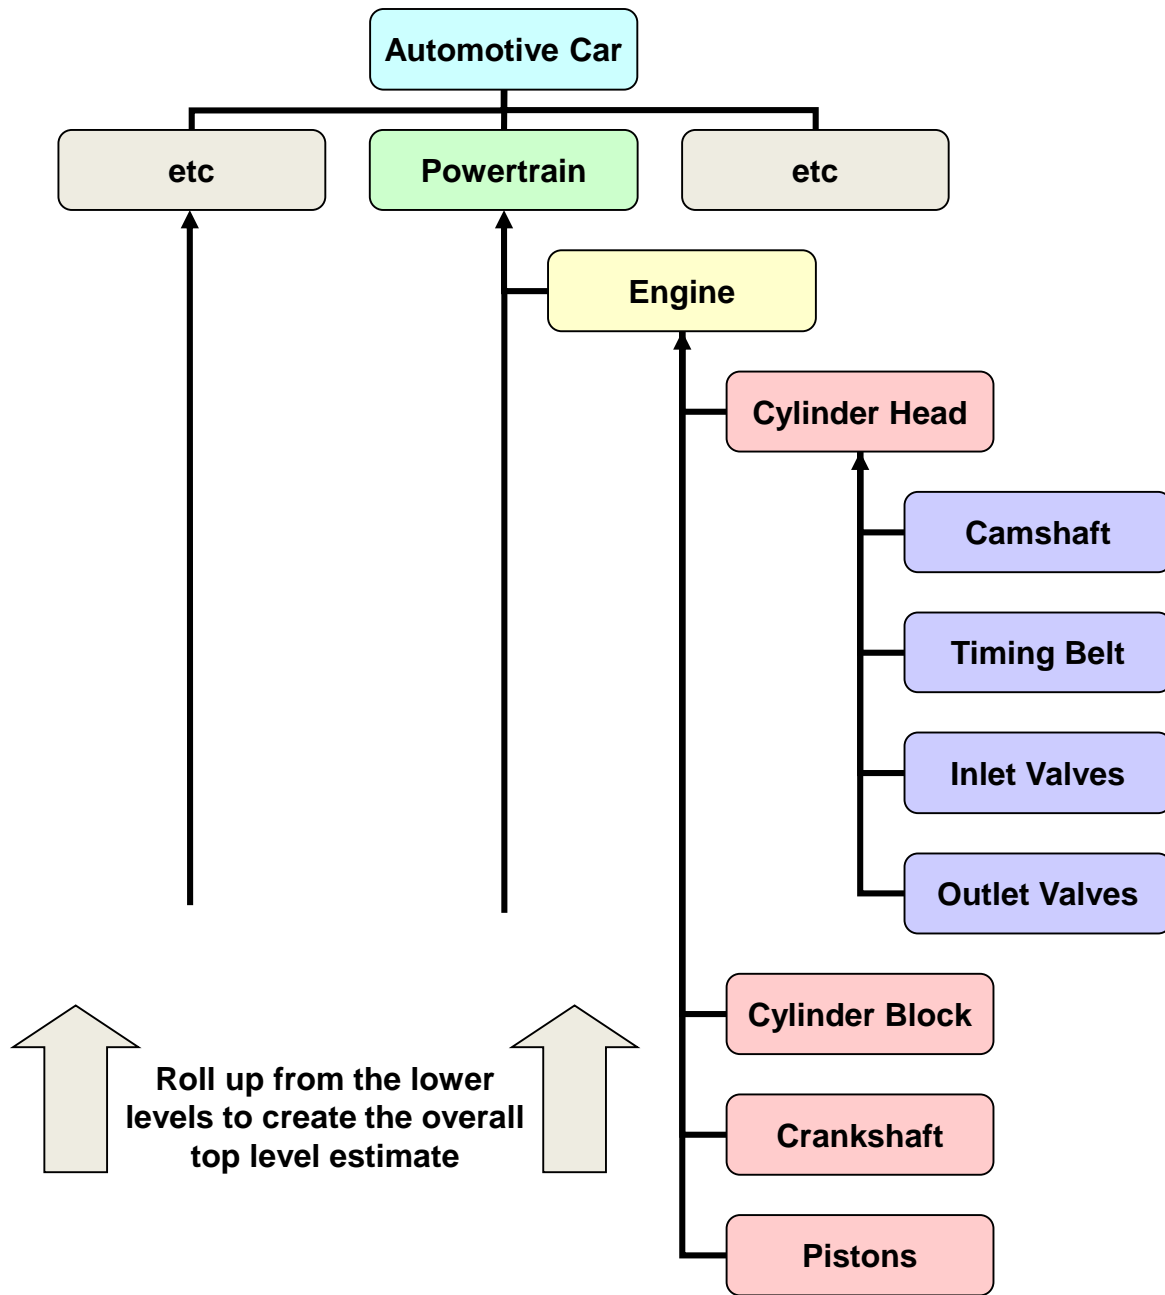 Automotive Car
etc
Powertrain
etc
Engine
Cylinder Head
Camshaft
Timing Belt
Inlet Valves
Outlet Valves
Cylinder Block
Roll up from the lower
levels to create the overall
top level estimate
Crankshaft
Pistons